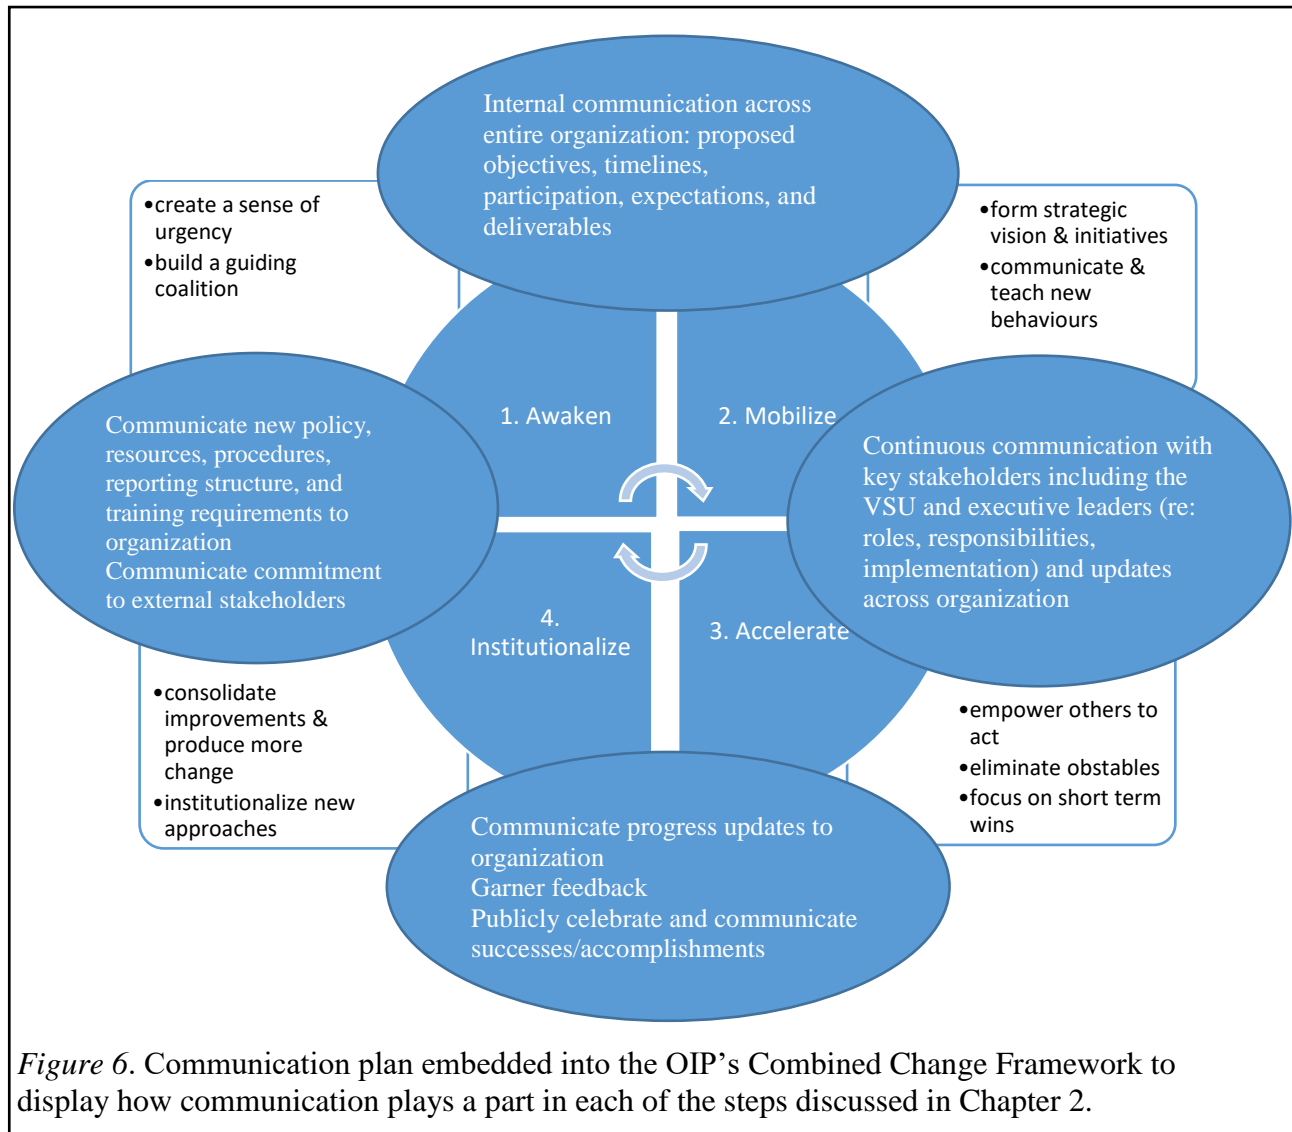 Internal communication across
entire organization: proposed
objectives, timelines,
participation, expectations, and
deliverables
•create a sense of
urgency
•build a guiding
coalition
•form strategic
vision & initiatives
•communicate &
teach new
behaviours
1. Awaken
2. Mobilize
Communicate new policy,
resources, procedures,
reporting structure, and
training requirements to
organization
Communicate commitment
to external stakeholders
Continuous communication with
key stakeholders including the
VSU and executive leaders (re:
roles, responsibilities,
implementation) and updates
across organization
4.
Institutionalize
3. Accelerate
•consolidate
improvements &
produce more
change
•institutionalize new
approaches
•empower others to
act
•eliminate obstables
•focus on short term
wins
Communicate progress updates to
organization
Garner feedback
Publicly celebrate and communicate
successes/accomplishments
Figure 6. Communication plan embedded into the OIP’s Combined Change Framework to
display how communication plays a part in each of the steps discussed in Chapter 2.